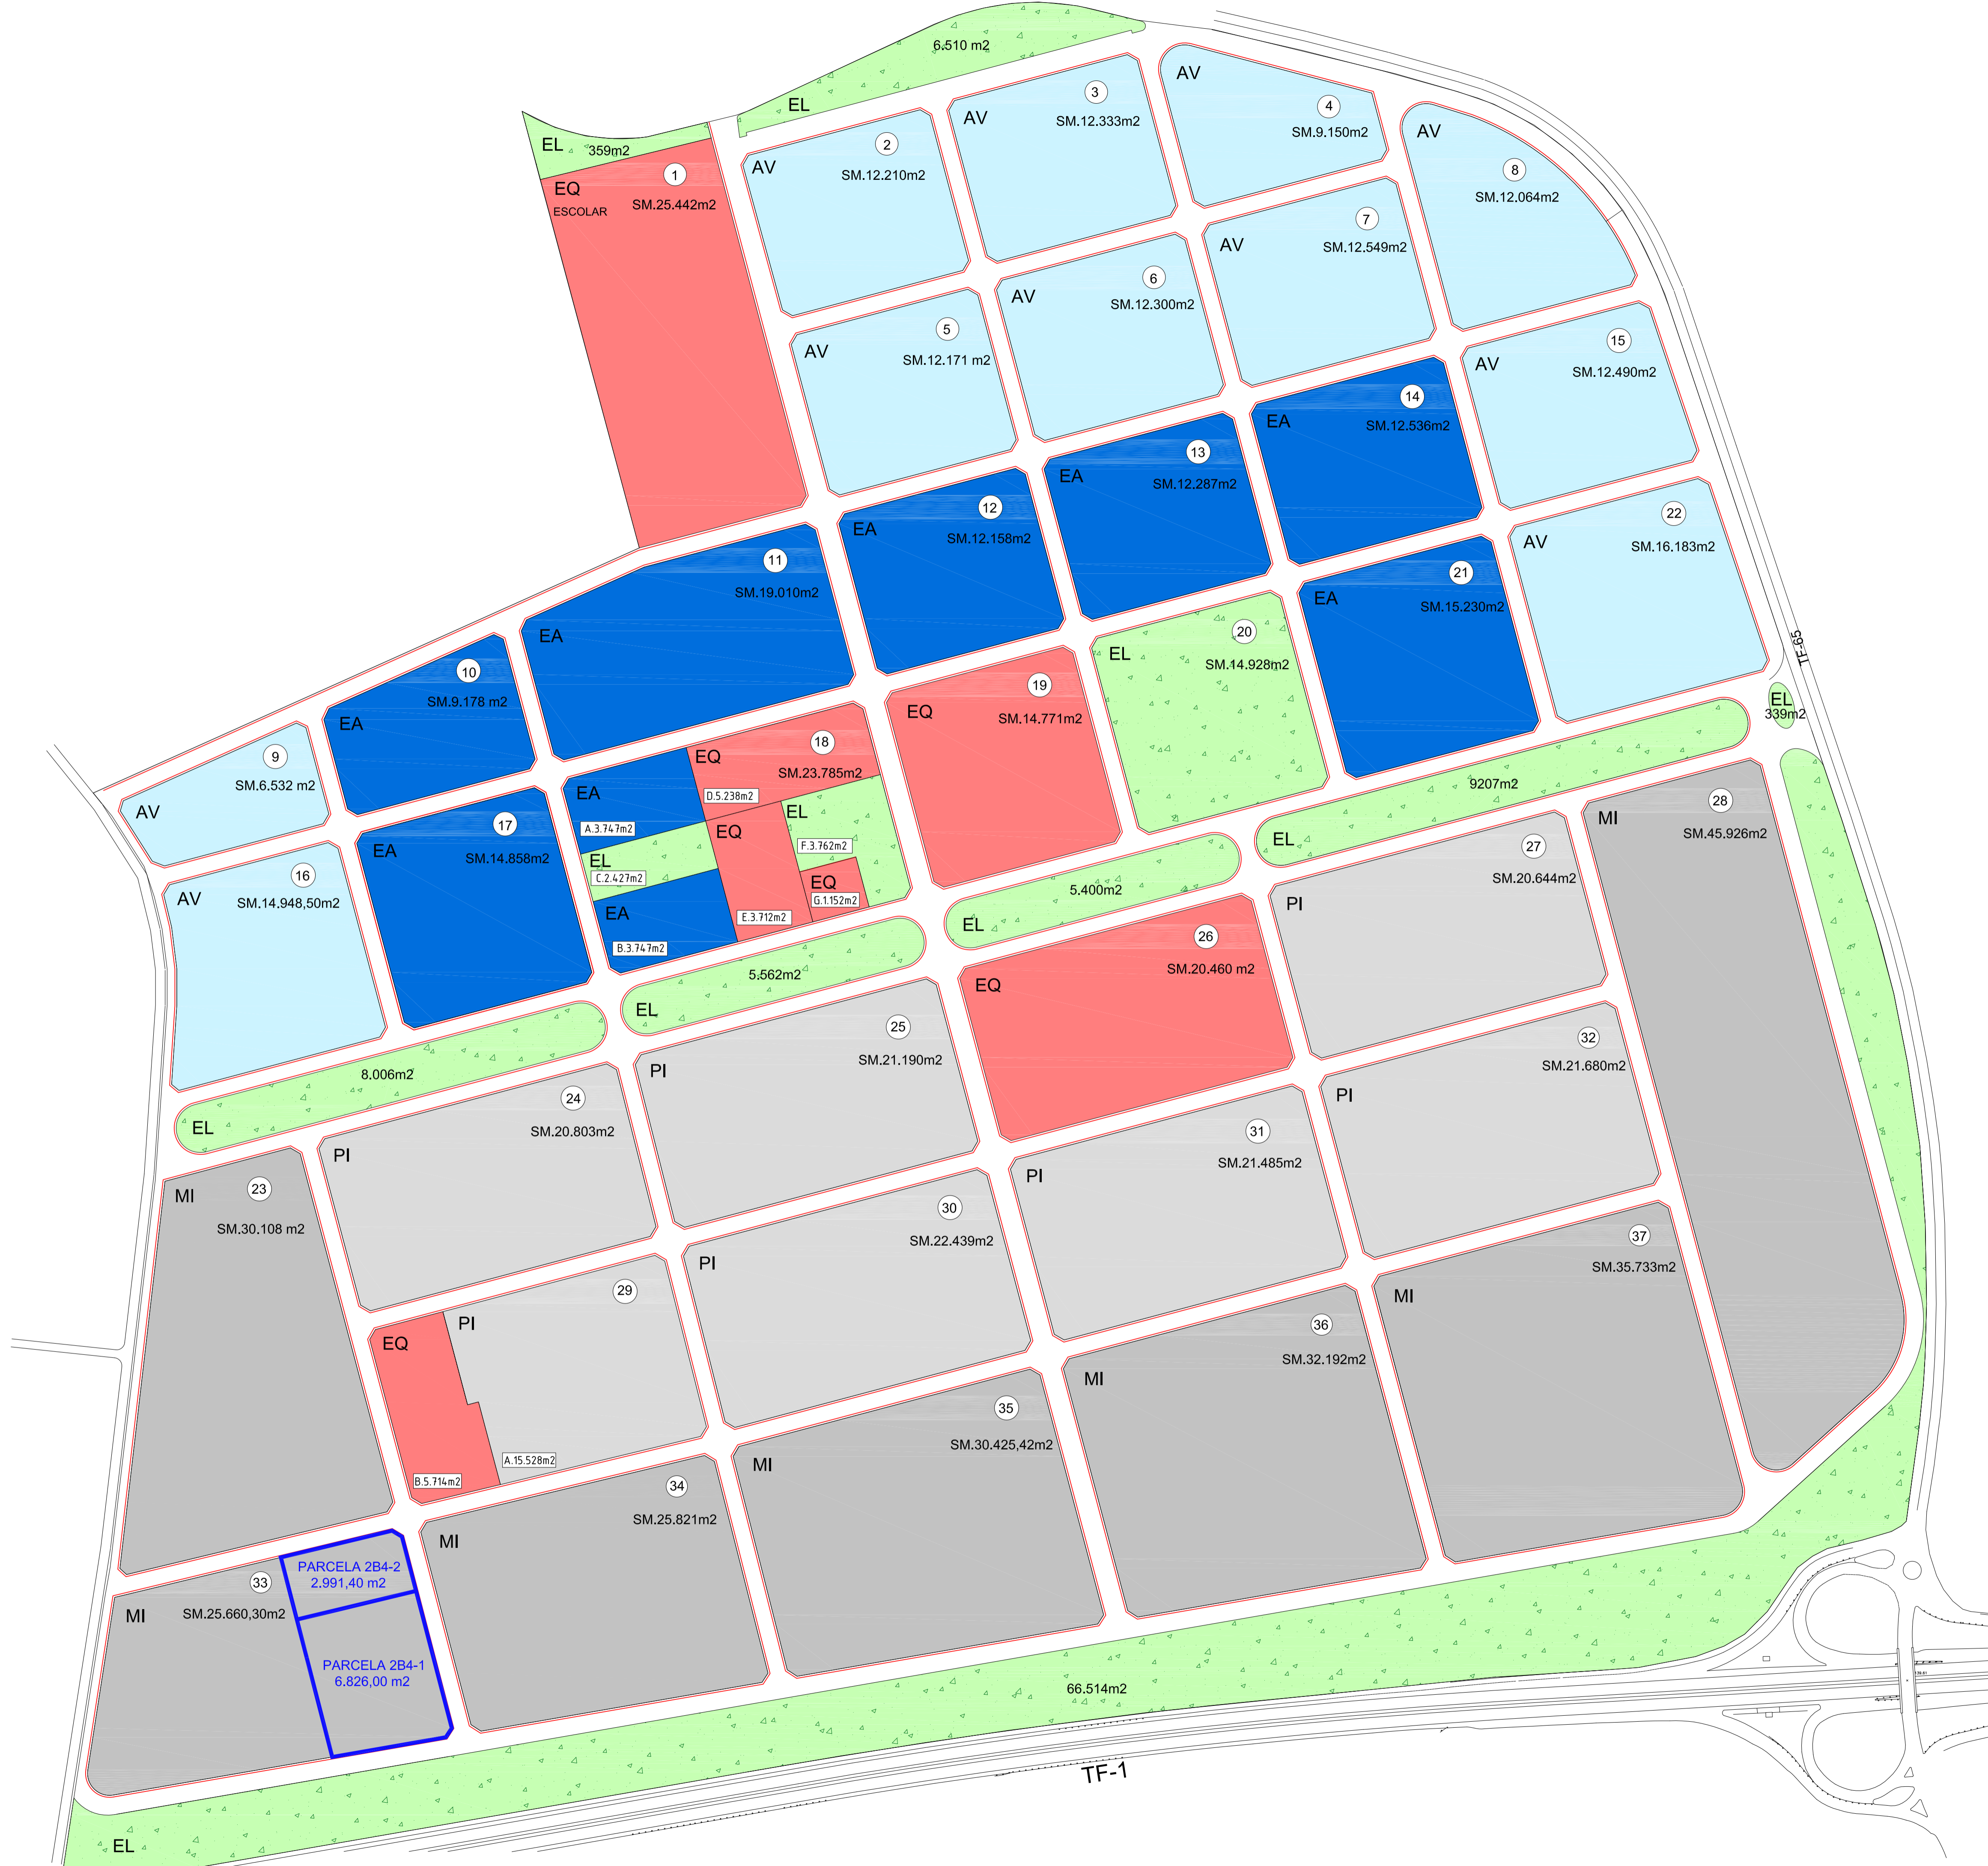 6.510 m2
EL
EL
359m2
EQ
ESCOLAR
1
SM.25.442m2
AV
2
SM.12.210m2
AV
3
SM.12.333m2
AV
4
SM.9.150m2
AV
8
SM.12.064m2
AV
5
SM.12.171 m2
AV
6
SM.12.300m2
AV
7
SM.12.549m2
AV
15
SM.12.490m2
EA
14
SM.12.536m2
EA
13
SM.12.287m2
EA
12
SM.12.158m2
EA
11
SM.19.010m2
EA
10
SM.9.178 m2
AV
9
SM.6.532 m2
AV
22
SM.16.183m2
TF-65
EA
21
SM.15.230m2
EL
20
SM.14.928m2
EQ
19
SM.14.771m2
EQ
18
SM.23.785m2
D.5.238m2
EA
A.3.747m2
EL
C.2.427m2
EA
B.3.747m2
EQ
E.3.712m2
EL
F.3.762m2
EQ
G.1.152m2
EA
17
SM.14.858m2
AV
16
SM.14.948,50m2
EL
339m2
9207m2
EL
5.400m2
EL
5.562m2
EL
8.006m2
EL
MI
28
SM.45.926m2
PI
27
SM.20.644m2
EQ
26
SM.20.460 m2
PI
25
SM.21.190m2
PI
24
SM.20.803m2
MI
23
SM.30.108 m2
PI
32
SM.21.680m2
PI
31
SM.21.485m2
PI
30
SM.22.439m2
PI
29
A.15.528m2
EQ
B.5.714m2
MI
37
SM.35.733m2
MI
36
SM.32.192m2
MI
35
SM.30.425,42m2
MI
34
SM.25.821m2
MI
33
SM.25.660,30m2
PARCELA 2B4-2
2.991,40 m2
PARCELA 2B4-1
6.826,00 m2
66.514m2
TF-1
EL